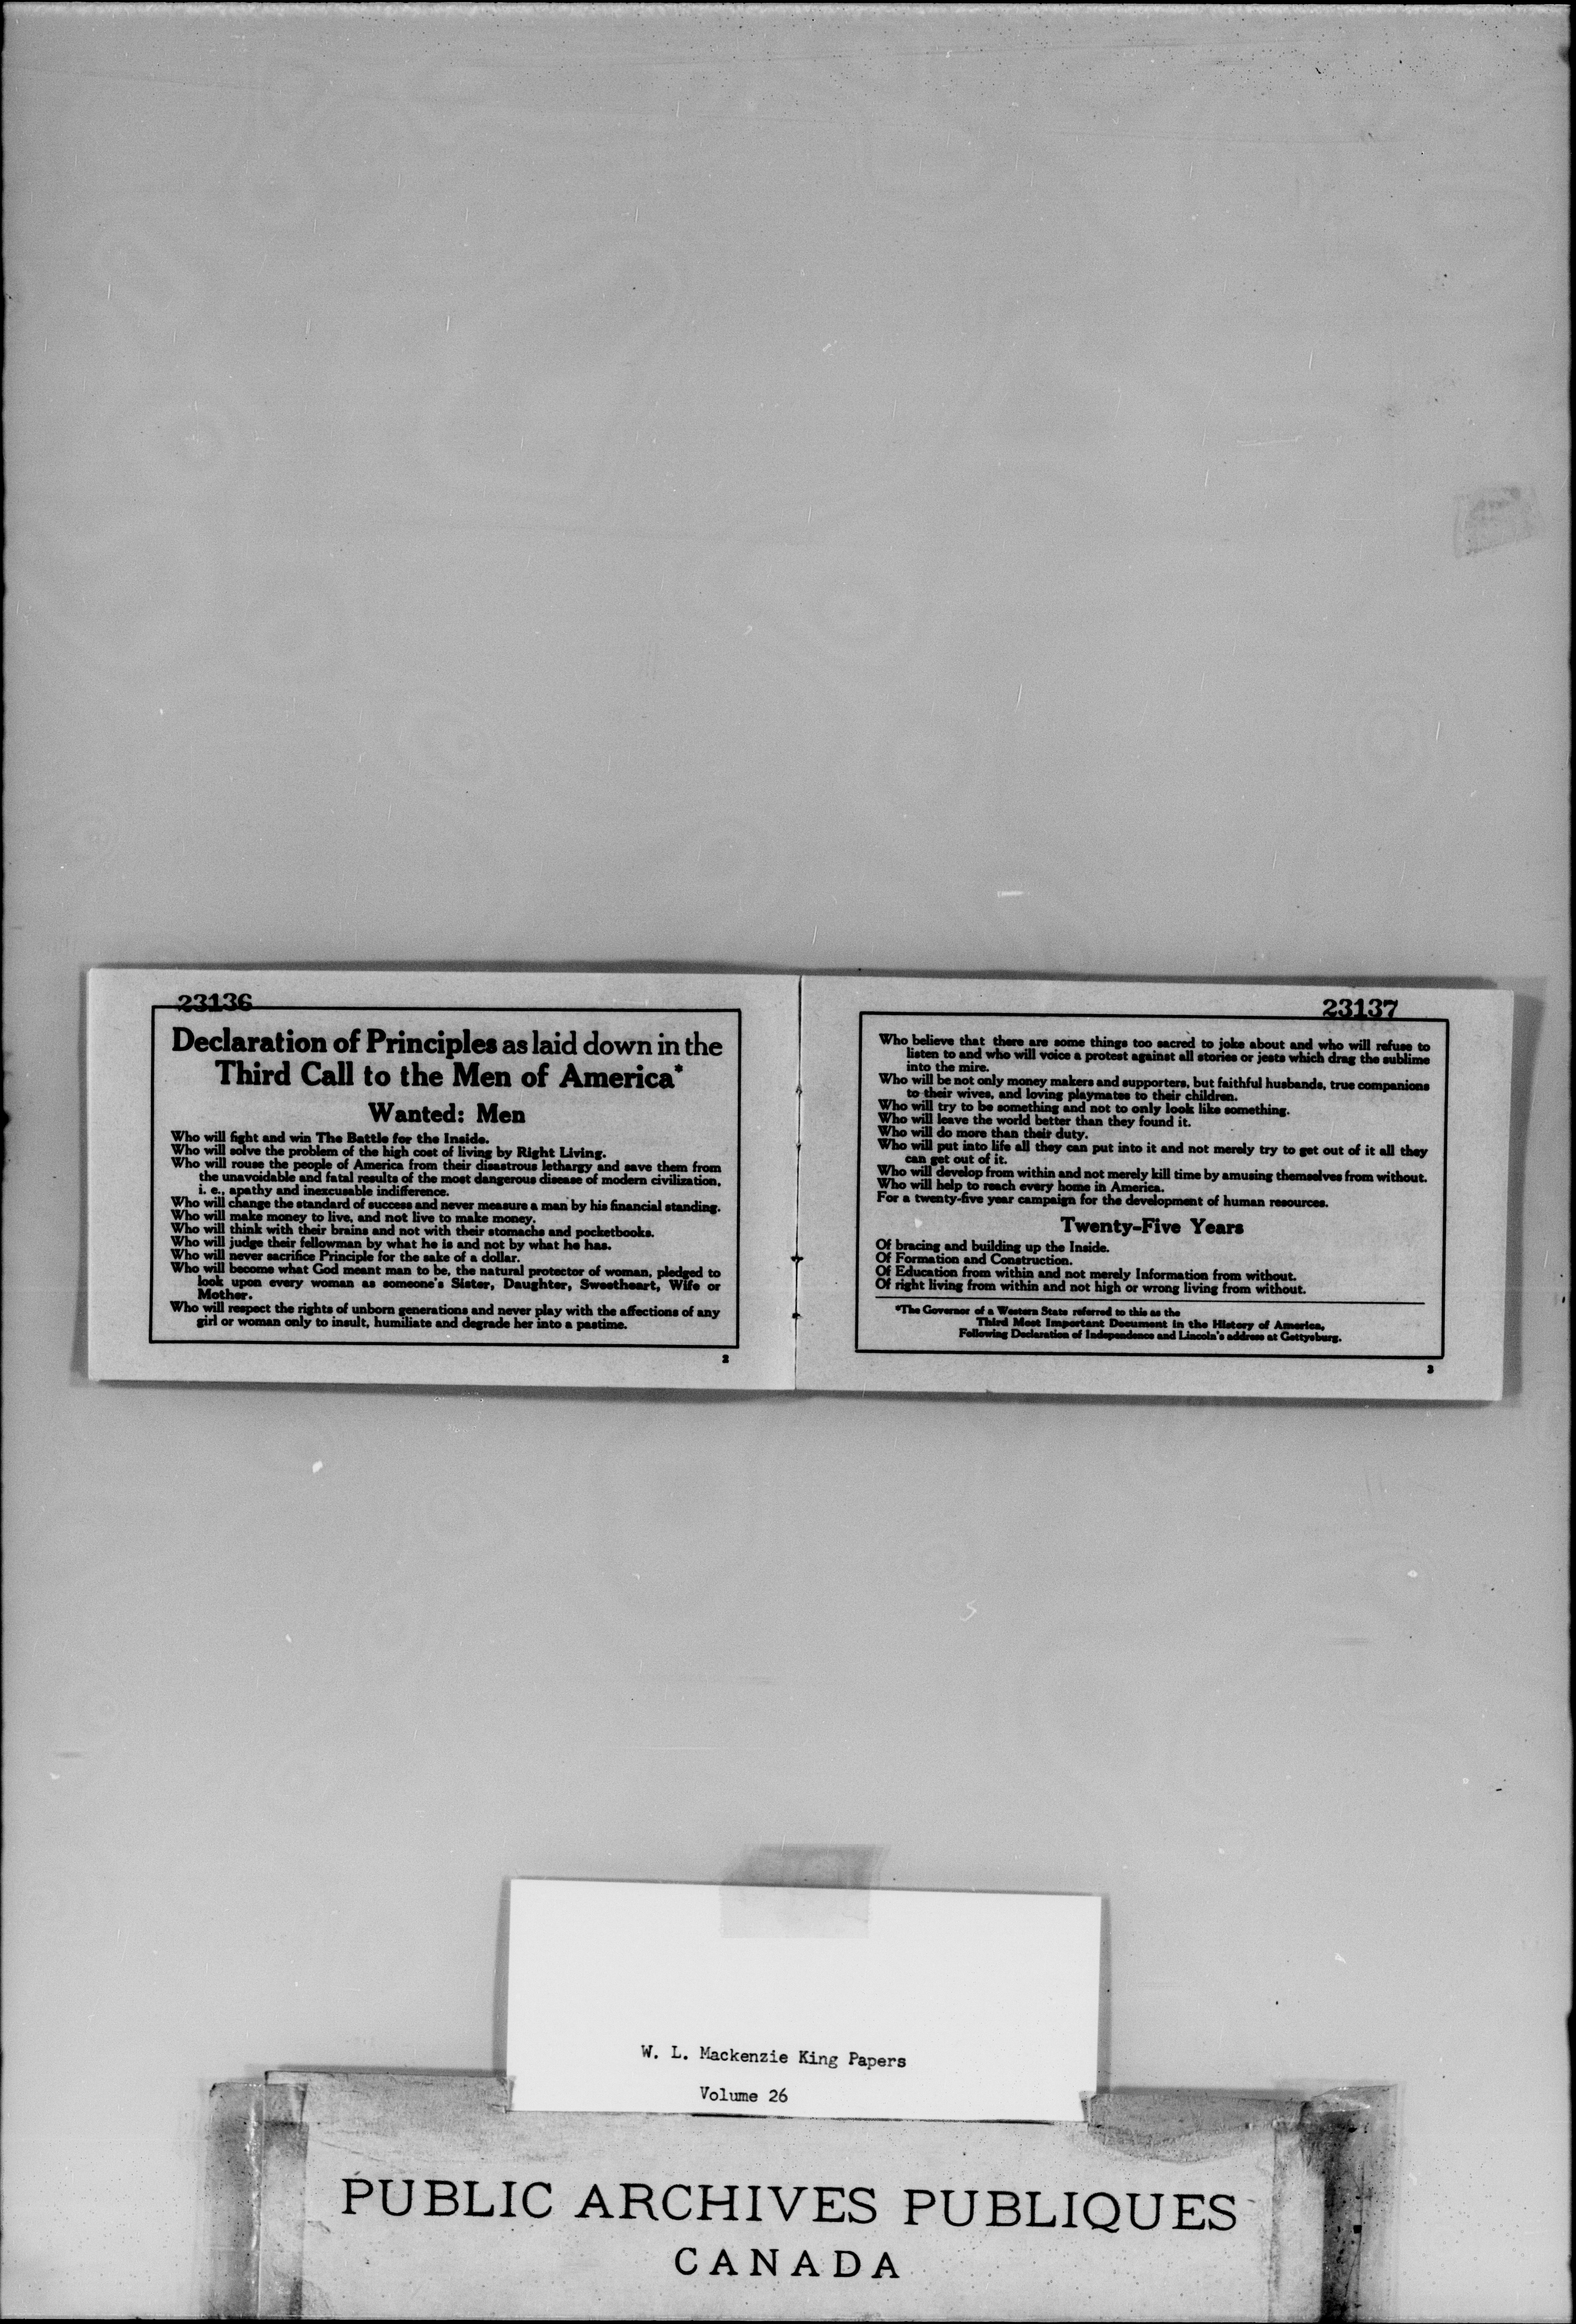 23136
Declaration of Principles as laid down in the
Third Call to the Men of America*
Wanted: Men
Who will fight and win The Battle for the Inside.
Who will solve the problem of the high cost of living by Right Living.
Who will rouse the people of America from their disastrous lethargy and save them from
the unavoidable and fatal results of the most dangerous disease of modern civilization,
i. e., apathy and inexcusable indifference.
Who will change the standard of success and never measure a man by his financial standing.
Who will make money to live, and not live to make money.
Who will think with their brains and not with their stomachs and pocketbooks.
Who will judge their fellowman by what he is and not by what he has.
Who will never sacrifice Principle for the sake of a dollar.
Who will become what God meant man to be, the natural protector of woman, pledged to
look upon every woman as someone's Sister, Daughter, Sweetheart, Wife or
Mother.
Who will respect the rights of unborn generations and never play with the affections of any
girl or woman only to insult, humiliate and degrade her into a pastime.
2
23137
Who believe that there are some things too sacred to joke about and who will refuse to
listen to and who will voice a protest against all stories or jests which drag the sublime
into the mire.
Who will be not only money makers and supporters, but faithful husbands, true companions
to their wives, and loving playmates to their children.
Who will try to be something and not to only look like something.
Who will leave the world better than they found it.
Who will do more than their duty.
Who will put into life all they can put into it and not merely try to get out of it all they
can get out of it.
Who will develop from within and not merely kill time by amusing themselves from without.
Who will help to reach every home in America.
For a twenty-five year campaign for the development of human resources.
Twenty-Five Years
Of bracing and building up the Inside.
Of Formation and Construction.
Of Education from within and not merely Information from without.
Of right living from within and not high or wrong living from without.
*The Governor of a Western State referred to this as the
Third Most Important Document in the History of America,
Following Declaration of Independence and Lincoln's address at Gettysburg.
3
W. L. Mackenzie King Papers
Volume 26
PUBLIC ARCHIVES PUBLIQUES
CANADA